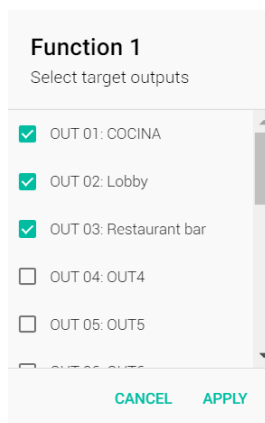 Function 1
Select target outputs
OUT 01: COCINA
OUT 02: Lobby
OUT 03: Restaurant bar
OUT 04: OUT4
OUT 05: OUT5
CANCEL APPLY